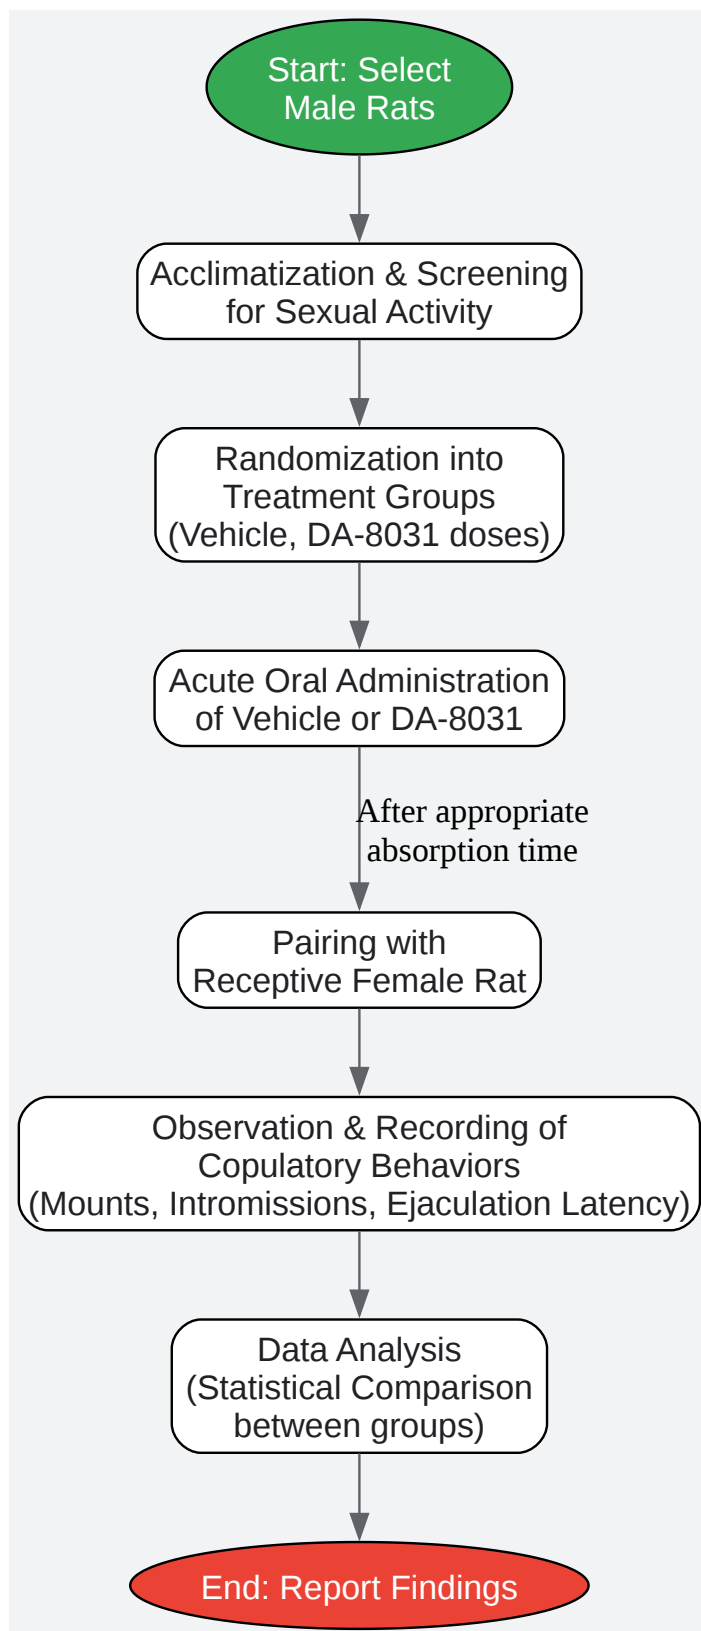 Start: Select
Male Rats
Acclimatization & Screening
for Sexual Activity
Randomization into
Treatment Groups
(Vehicle, DA-8031 doses)
Acute Oral Administration
of Vehicle or DA-8031
After appropriate
absorption time
Pairing with
Receptive Female Rat
Observation & Recording of
Copulatory Behaviors
(Mounts, Intromissions, Ejaculation Latency)
Data Analysis
(Statistical Comparison
between groups)
End: Report Findings